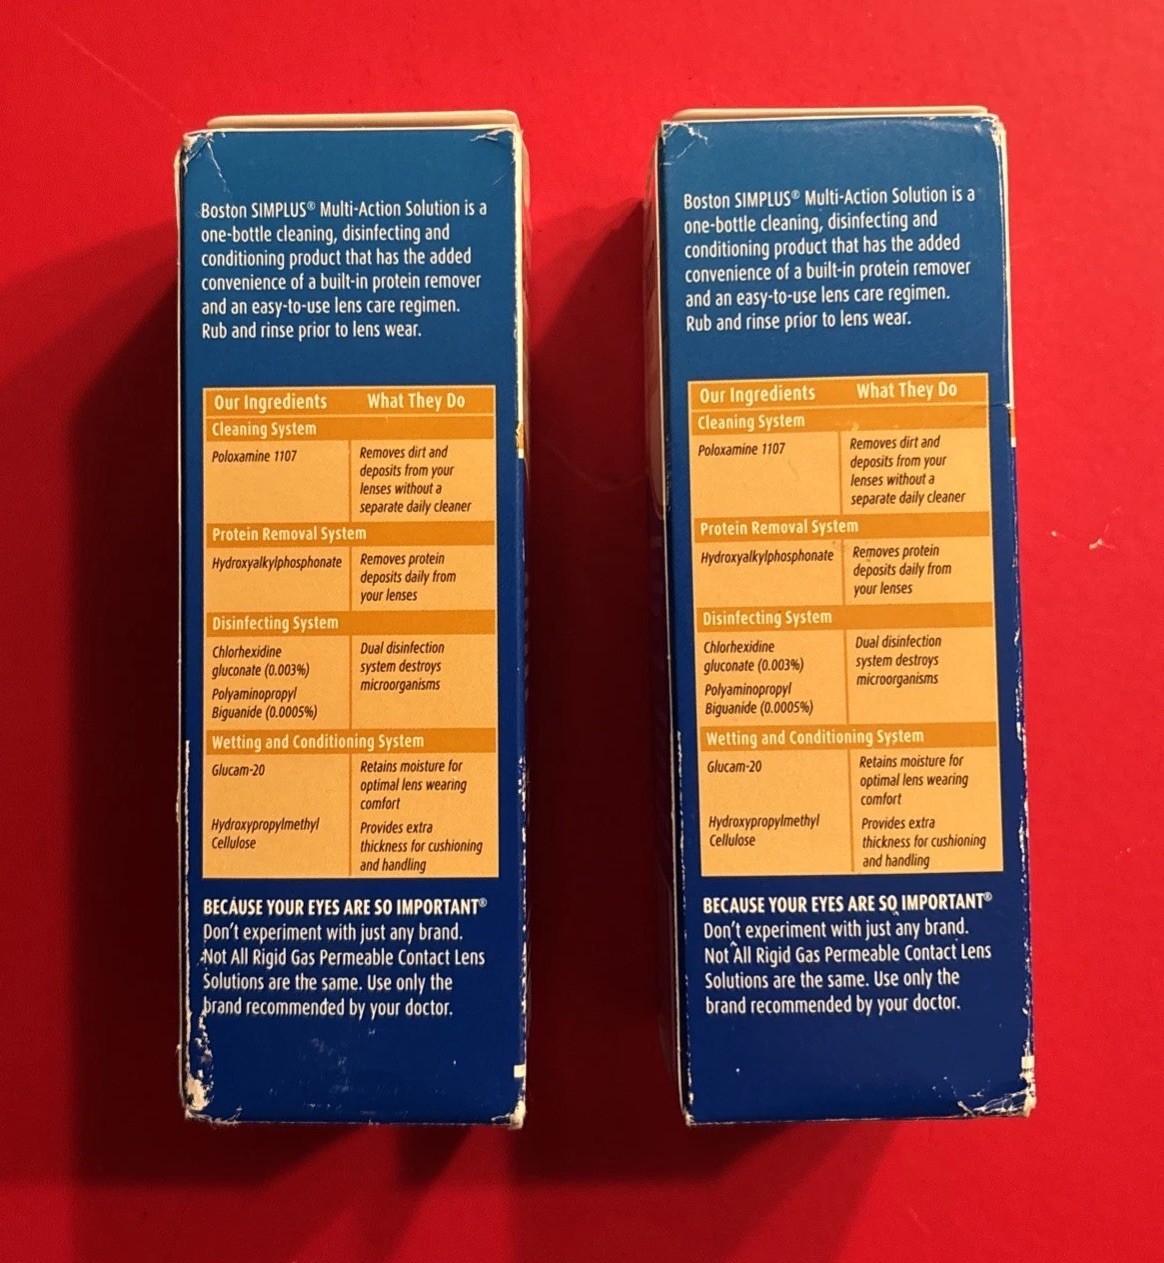 Boston SIMPLUS® Multi-Action Solution is a
one-bottle cleaning, disinfecting and
conditioning product that has the added
convenience of a built-in protein remover
and an easy-to-use lens care regimen.
Rub and rinse prior to lens wear.
Our Ingredients What They Do
Cleaning System
Poloxamine 1107
Removes dirt and
deposits from your
lenses without a
separate daily cleaner
Protein Removal System
Hydroxyalkylphosphonate
Removes protein
deposits daily from
your lenses
Disinfecting System
Chlorhexidine
gluconate (0.003%)
Polyaminopropyl
Biguanide (0.0005%)
Dual disinfection
system destroys
microorganisms
Wetting and Conditioning System
Glucam-20
Retains moisture for
optimal lens wearing
comfort
Hydroxypropylmethyl
Cellulose
Provides extra
thickness for cushioning
and handling
BECAUSE YOUR EYES ARE SO IMPORTANT®
Don't experiment with just any brand.
Not All Rigid Gas Permeable Contact Lens
Solutions are the same. Use only the
brand recommended by your doctor.
Boston SIMPLUS® Multi-Action Solution is a
one-bottle cleaning, disinfecting and
conditioning product that has the added
convenience of a built-in protein remover
and an easy-to-use lens care regimen.
Rub and rinse prior to lens wear.
Our Ingredients What They Do
Cleaning System
Poloxamine 1107
Removes dirt and
deposits from your
lenses without a
separate daily cleaner
Protein Removal System
Hydroxyalkylphosphonate
Removes protein
deposits daily from
your lenses
Disinfecting System
Chlorhexidine
gluconate (0.003%)
Polyaminopropyl
Biguanide (0.0005%)
Dual disinfection
system destroys
microorganisms
Wetting and Conditioning System
Glucam-20
Retains moisture for
optimal lens wearing
comfort
Hydroxypropylmethyl
Cellulose
Provides extra
thickness for cushioning
and handling
BECAUSE YOUR EYES ARE SO IMPORTANT®
Don't experiment with just any brand.
Not All Rigid Gas Permeable Contact Lens
Solutions are the same. Use only the
brand recommended by your doctor.